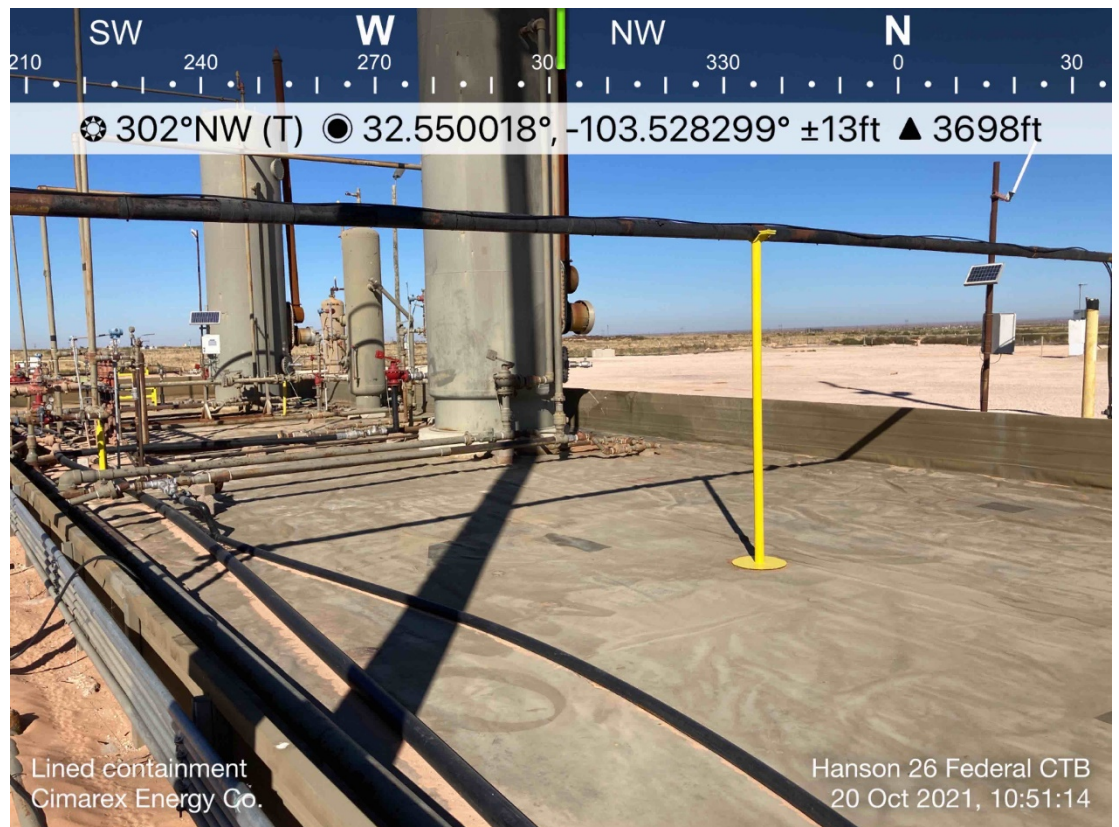 SW W NW N
210 240 270 30 330 0 30
302°NW (T) 32.550018°, -103.528299° ±13ft ▲ 3698ft
Lined containment
Cimarex Energy Co.
Hanson 26 Federal CTB
20 Oct 2021, 10:51:14